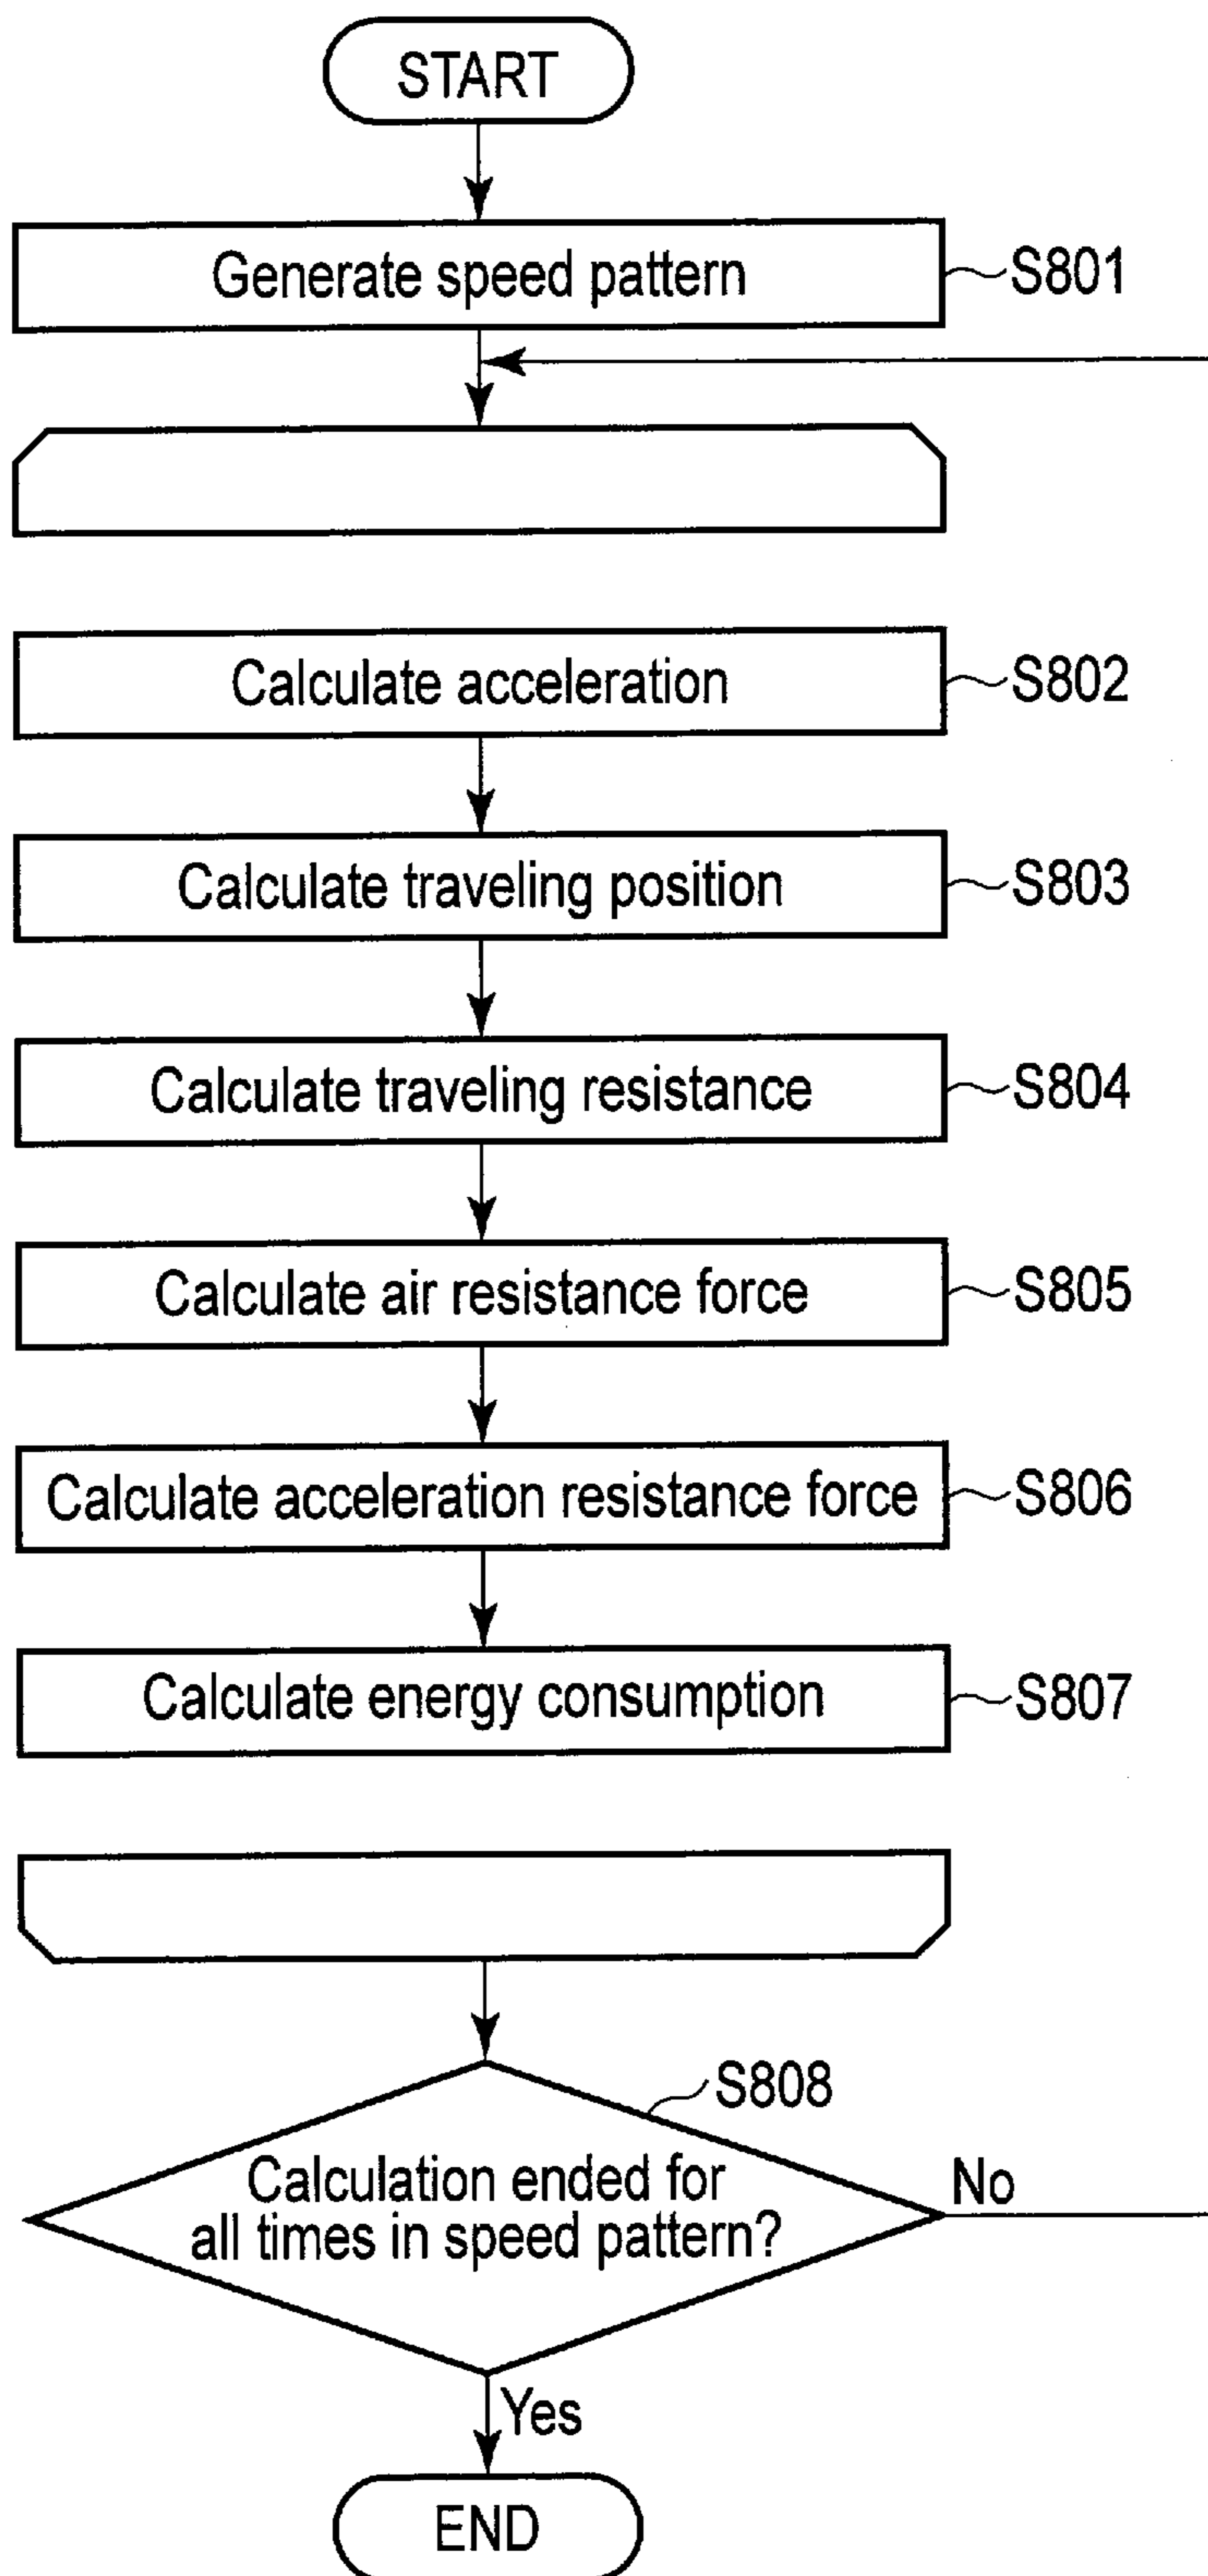 START
Generate speed pattern S801
Calculate acceleration S802
Calculate traveling position S803
Calculate traveling resistance S804
Calculate air resistance force S805
Calculate acceleration resistance force S806
Calculate energy consumption S807
S808
Calculation ended for
all times in speed pattern?
No
Yes
END